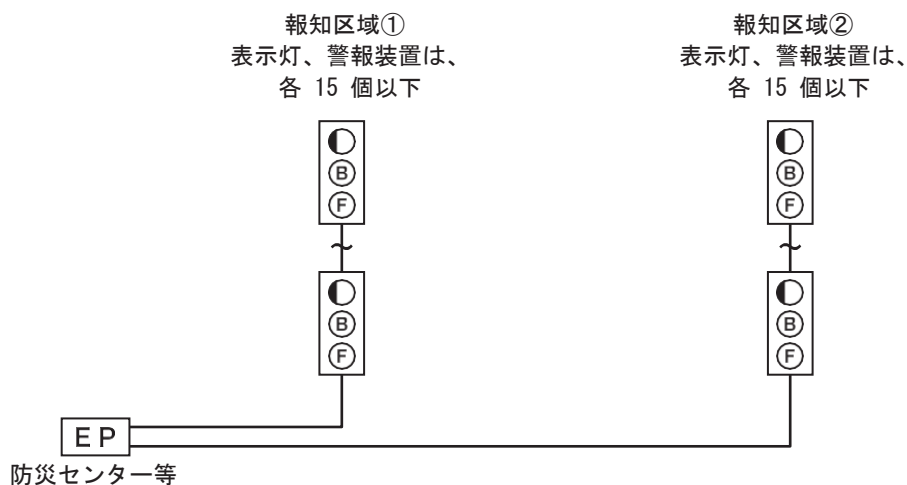 報知区域①
表示灯、警報装置は、
各 15 個以下
報知区域②
表示灯、警報装置は、
各 15 個以下
B
F
B
F
B
F
B
F
EP
防災センター等